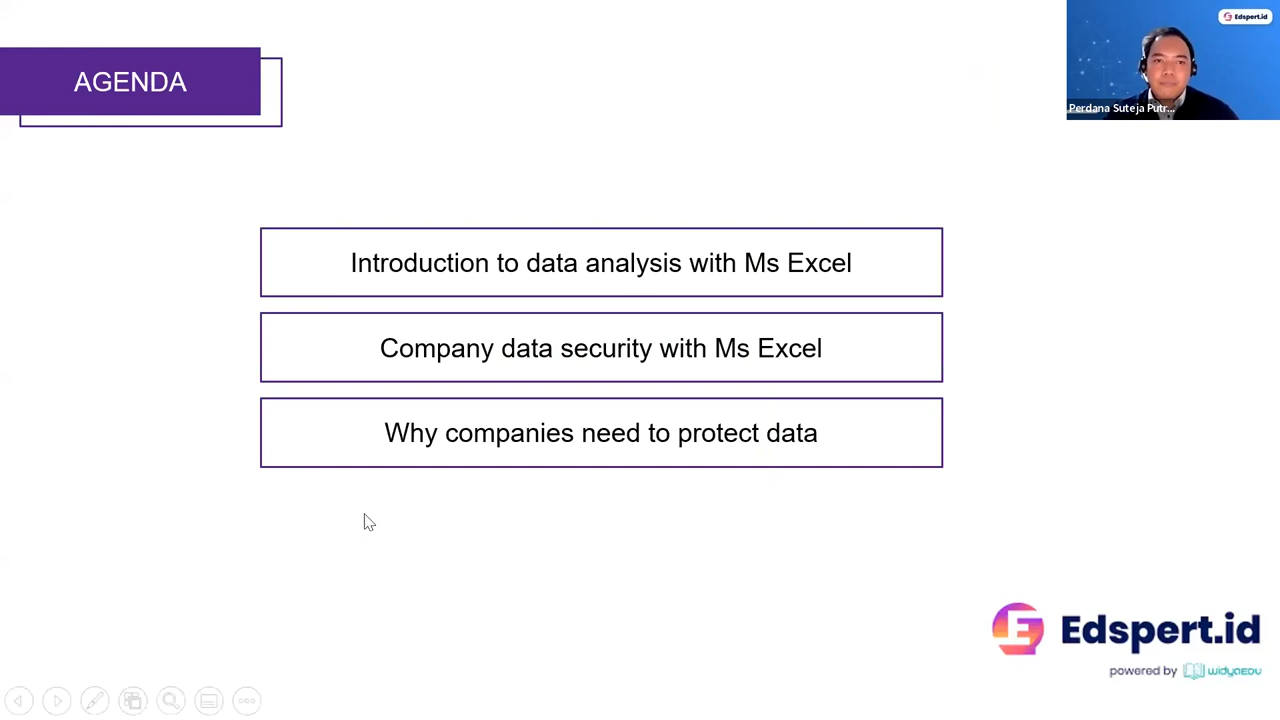 AGENDA
Edspert.id
Perdana Suteja Putr...
Introduction to data analysis with Ms Excel
Company data security with Ms Excel
Why companies need to protect data
Edspert.id
powered by WIDYAEDU